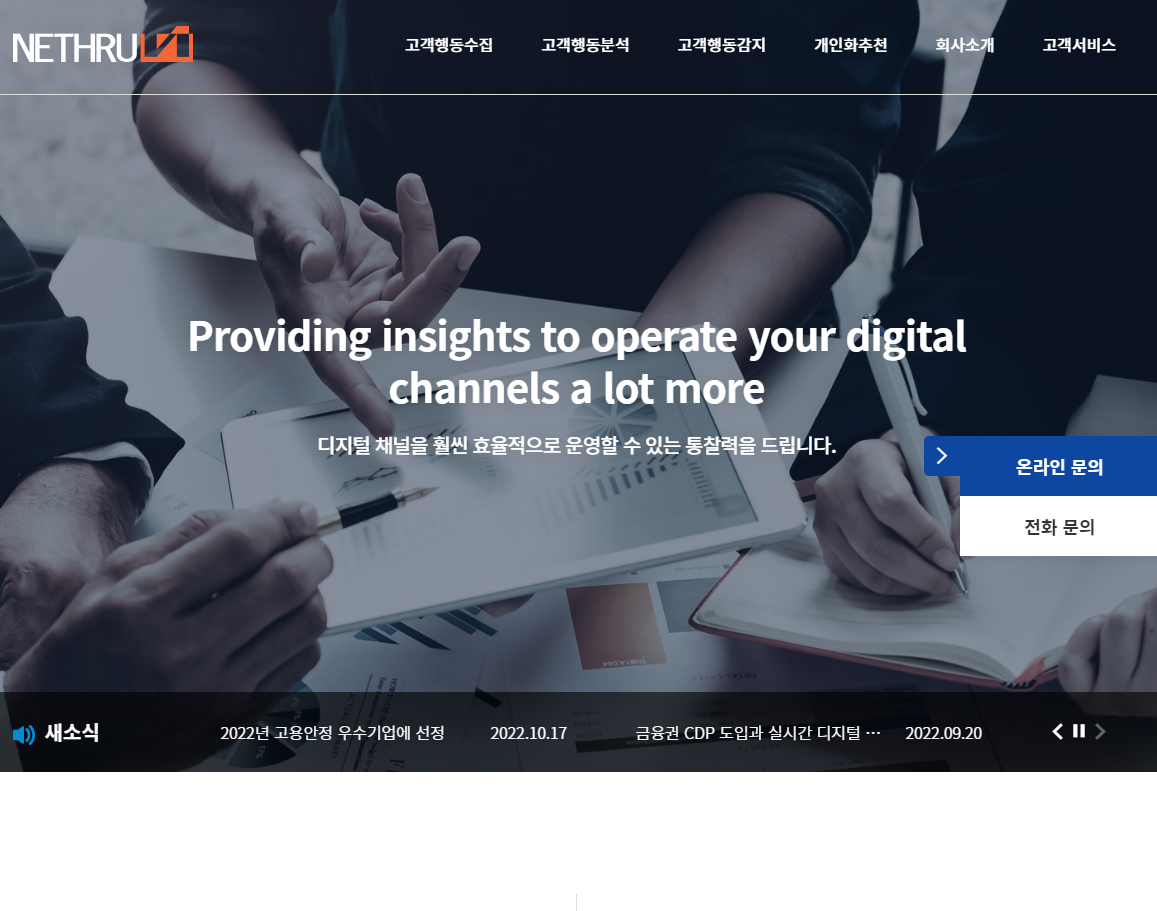 NETHRU
고객행동수집 고객행동분석 고객행동감지 개인화추천 회사소개 고객서비스
Providing insights to operate your digital
channels a lot more
디지털 채널을 훨씬 효율적으로 운영할 수 있는 통찰력을 드립니다.
온라인 문의
전화 문의
TOTAL SAVED
새소식 2022년 고용안정 우수기업에 선정 2022.10.17 금융권 CDP 도입과 실시간 디지털 … 2022.09.20